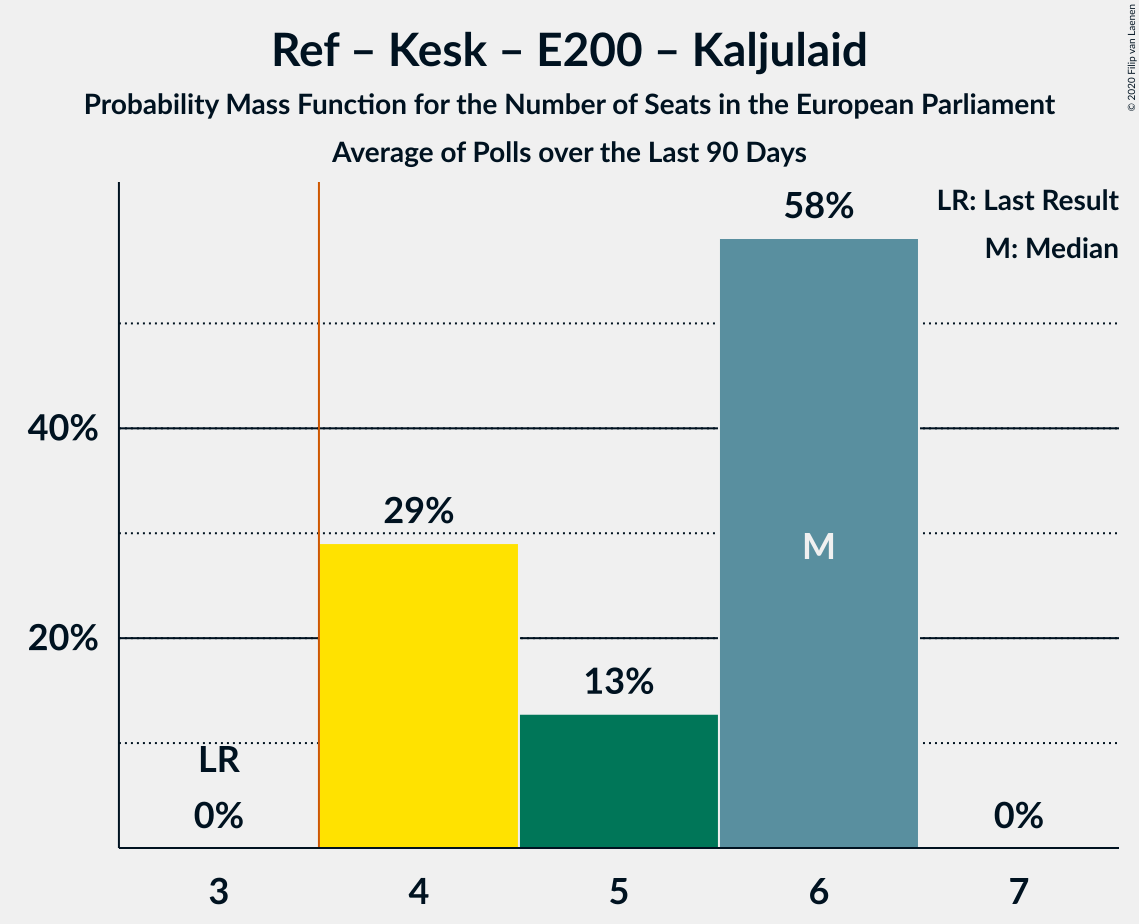 Ref – Kesk – E200 – Kaljulaid
Probability Mass Function for the Number of Seats in the European Parliament
Average of Polls over the Last 90 Days
© 2020 Filip van Laenen
LR: Last Result
M: Median
58%
40%
29%
M
20%
13%
LR
0%
0%
3 4 5 6 7